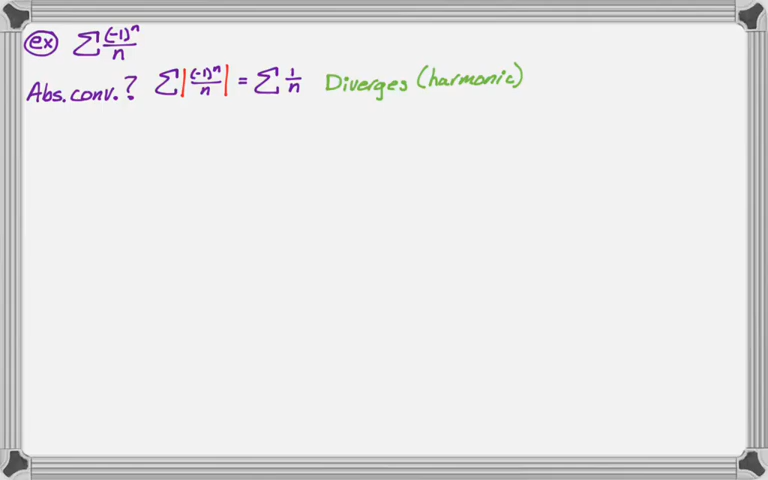 ex ∑ (-1)ⁿ/n
Abs. conv.? ∑ |(-1)ⁿ/n| = ∑ 1/n Diverges (harmonic)